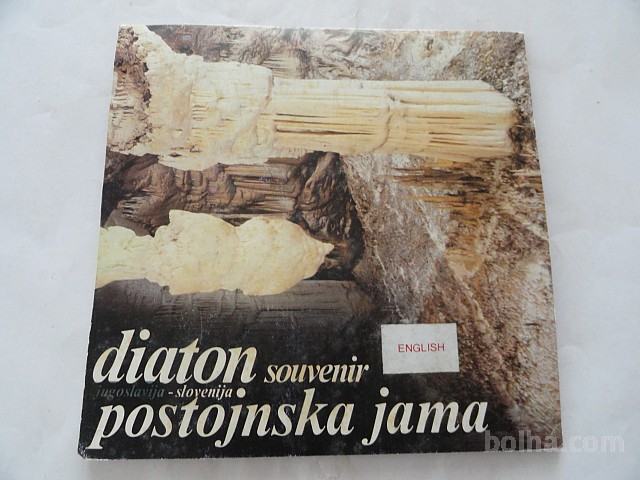 diaton souvenir
ENGLISH
jugoslavija - slovenija
postojnska jama
bolha.com